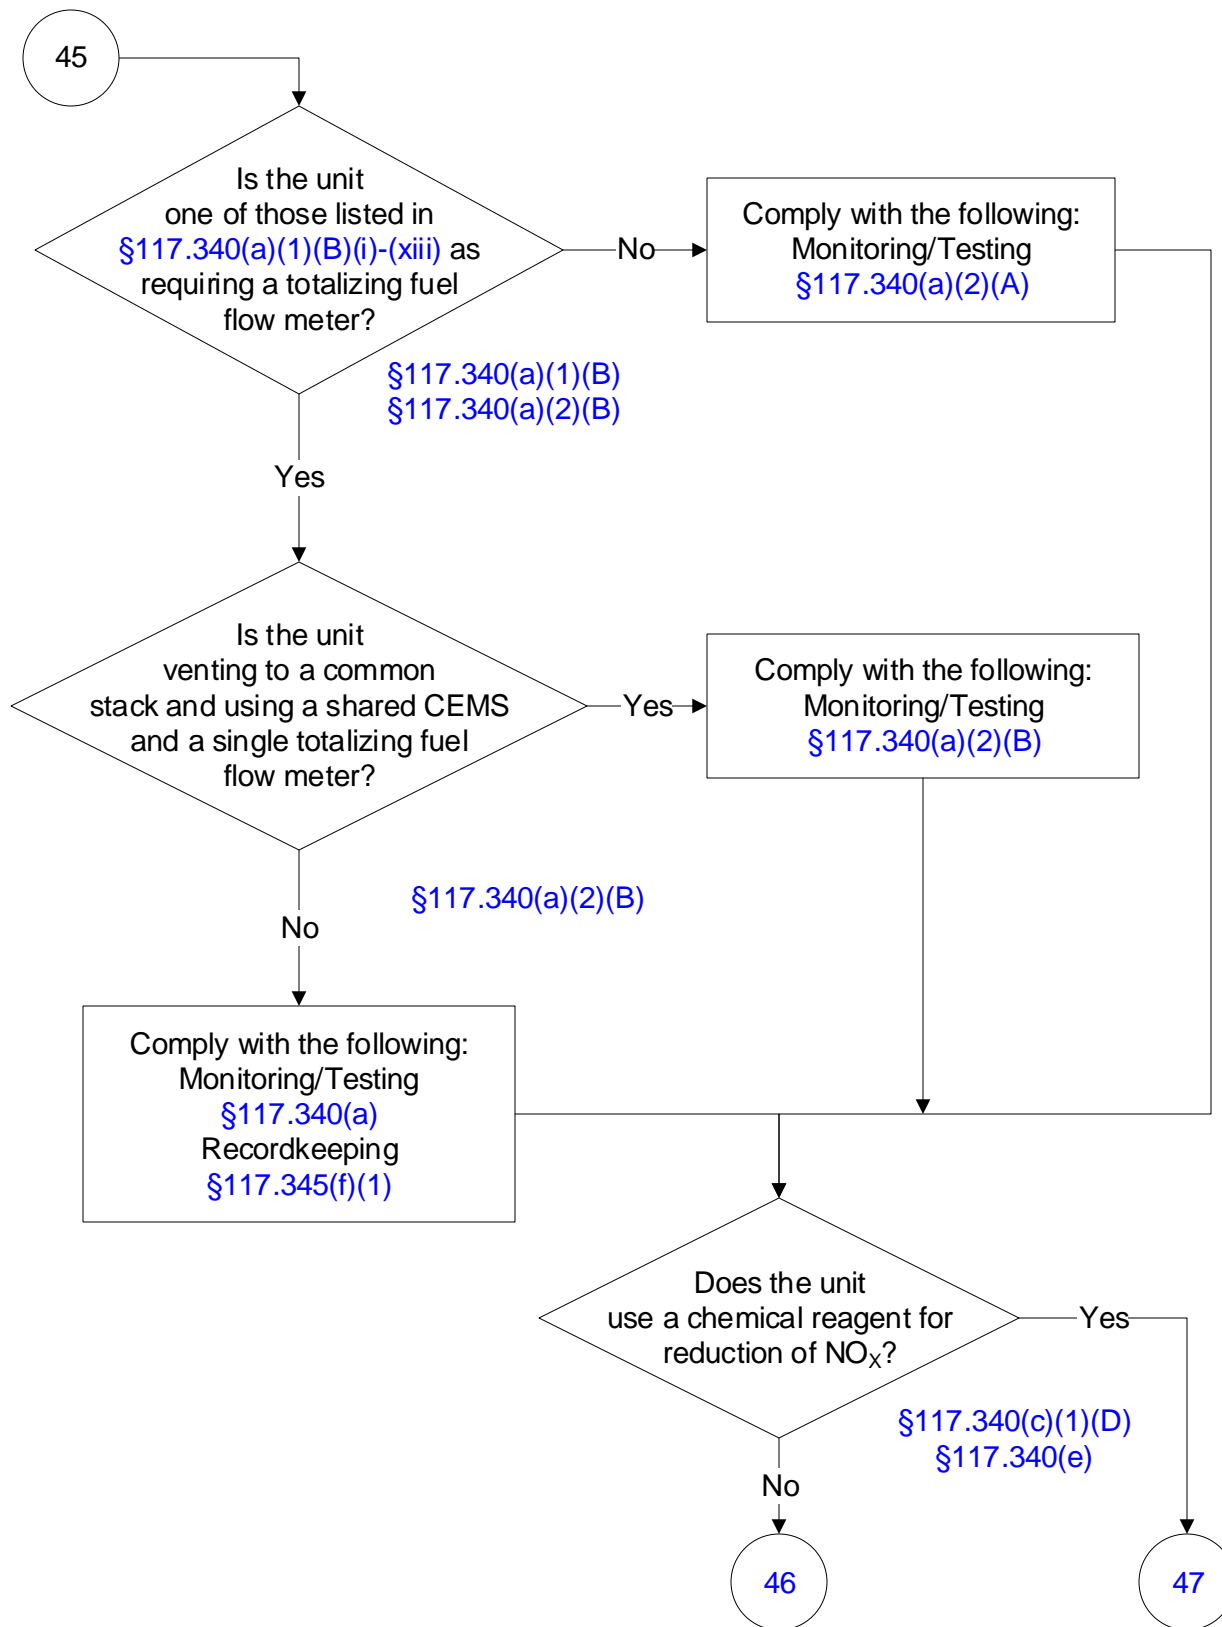 45
Is the unit
one of those listed in
§117.340(a)(1)(B)(i)-(xiii) as
requiring a totalizing fuel
flow meter?
No
Comply with the following:
Monitoring/Testing
§117.340(a)(2)(A)
§117.340(a)(1)(B)
§117.340(a)(2)(B)
Yes
Is the unit
venting to a common
stack and using a shared CEMS
and a single totalizing fuel
flow meter?
Yes
Comply with the following:
Monitoring/Testing
§117.340(a)(2)(B)
§117.340(a)(2)(B)
No
Comply with the following:
Monitoring/Testing
§117.340(a)
Recordkeeping
§117.345(f)(1)
Does the unit
use a chemical reagent for
reduction of NOX?
Yes
§117.340(c)(1)(D)
§117.340(e)
No
46
47